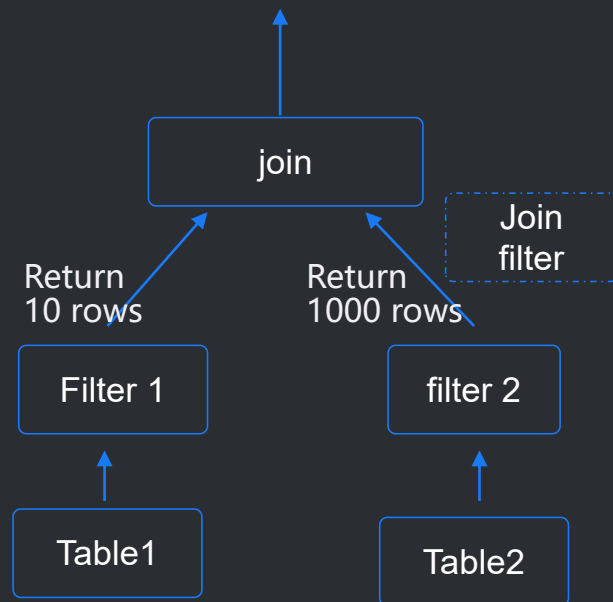 join
Join
filter
Return
10 rows
Return
1000 rows
Filter 1
filter 2
Table1
Table2